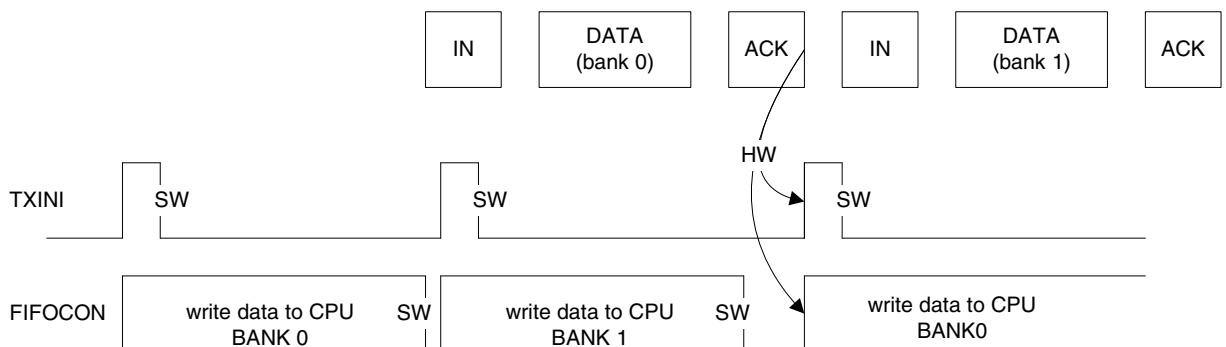 IN
DATA
(bank 0)
ACK
IN
DATA
(bank 1)
ACK
HW
TXINI
SW
SW
SW
FIFOCON
write data to CPU
BANK 0
SW
write data to CPU
BANK 1
SW
write data to CPU
BANK0